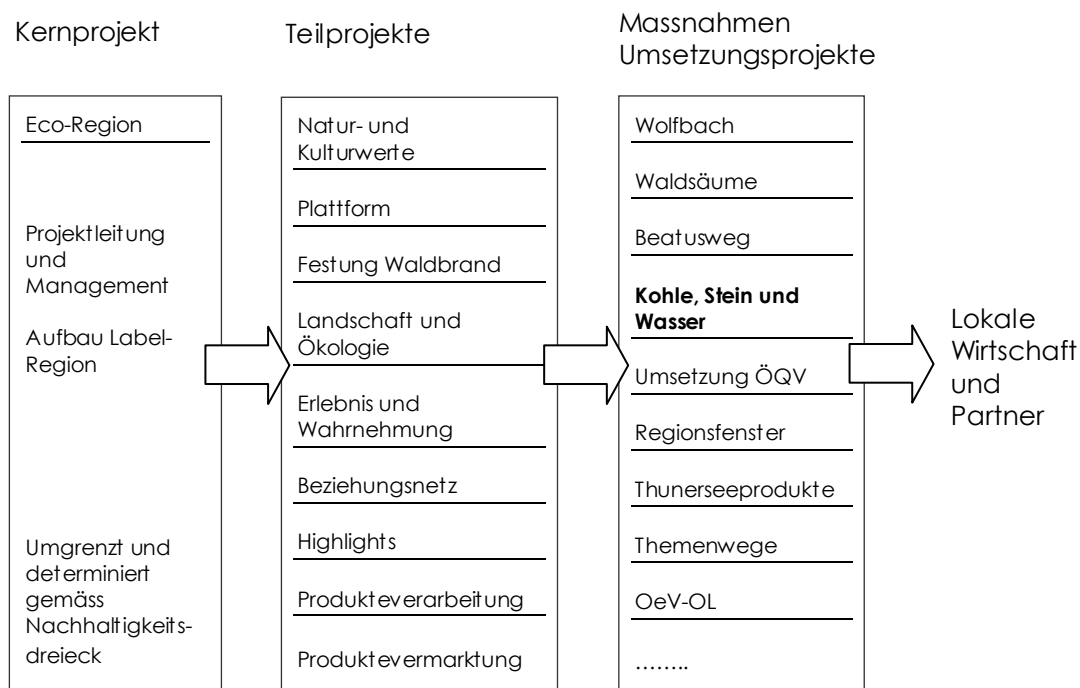 Kernprojekt
Eco-Region
Projektleitung
und
Management
Aufbau Label-
Region
Umgrenzt und
determiniert
gemäss
Nachhaltigkeits-
dreieck
Teilprojekte
Natur- und
Kulturwerte
Plattform
Festung Waldbrand
Landschaft und
Ökologie
Erlebnis und
Wahrnehmung
Beziehungsnetz
Highlights
Produkteverarbeitung
Produktevermarktung
Massnahmen
Umsetzungsprojekte
Wolfbach
Waldsäume
Beatusweg
Kohle, Stein und
Wasser
Umsetzung ÖQV
Regionsfenster
Thunerseeprodukte
Themenwege
OeV-OL
........
Lokale
Wirtschaft
und
Partner